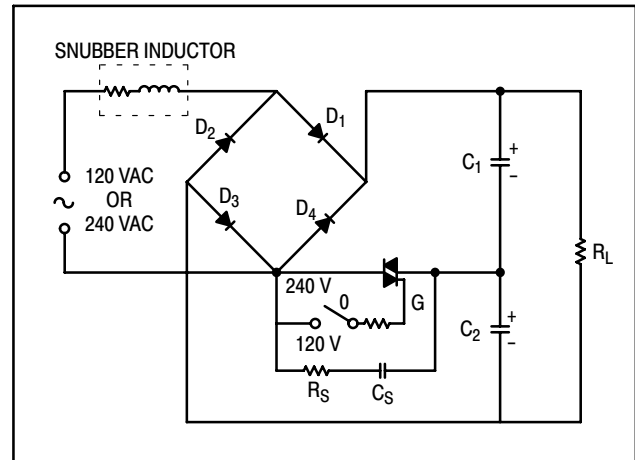 SNUBBER INDUCTOR
D2
D1
D3
D4
120 VAC
OR
240 VAC
C1
+
−
RL
240 V
0
G
120 V
C2
+
−
RS
CS